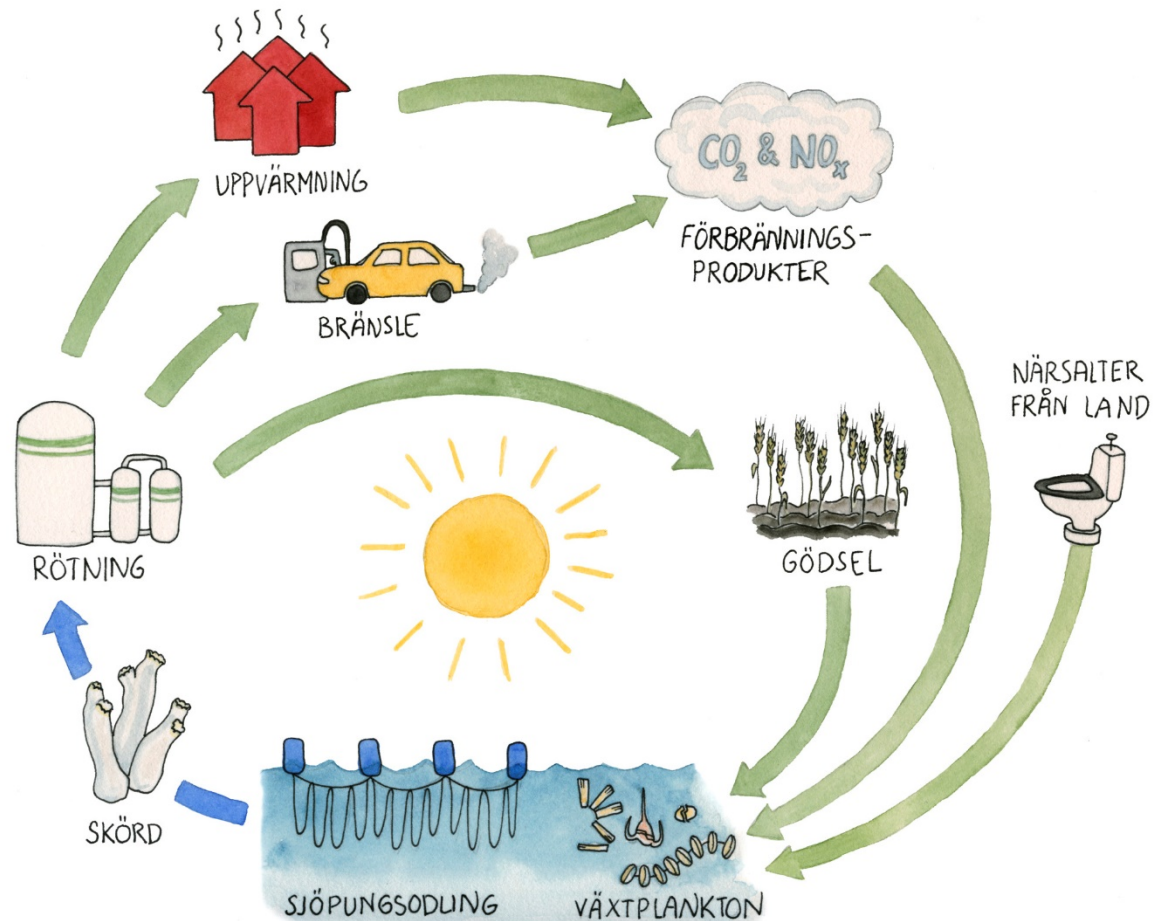 UPPVÄRMNING
CO₂ & NOₓ
FÖRBRÄNNINGS-
PRODUKTER
BRÄNSLE
NÄRSALTER
FRÅN LAND
RÖTNING
GÖDSEL
SKÖRD
SJÖPUNGSODLING
VÄXTPLANKTON